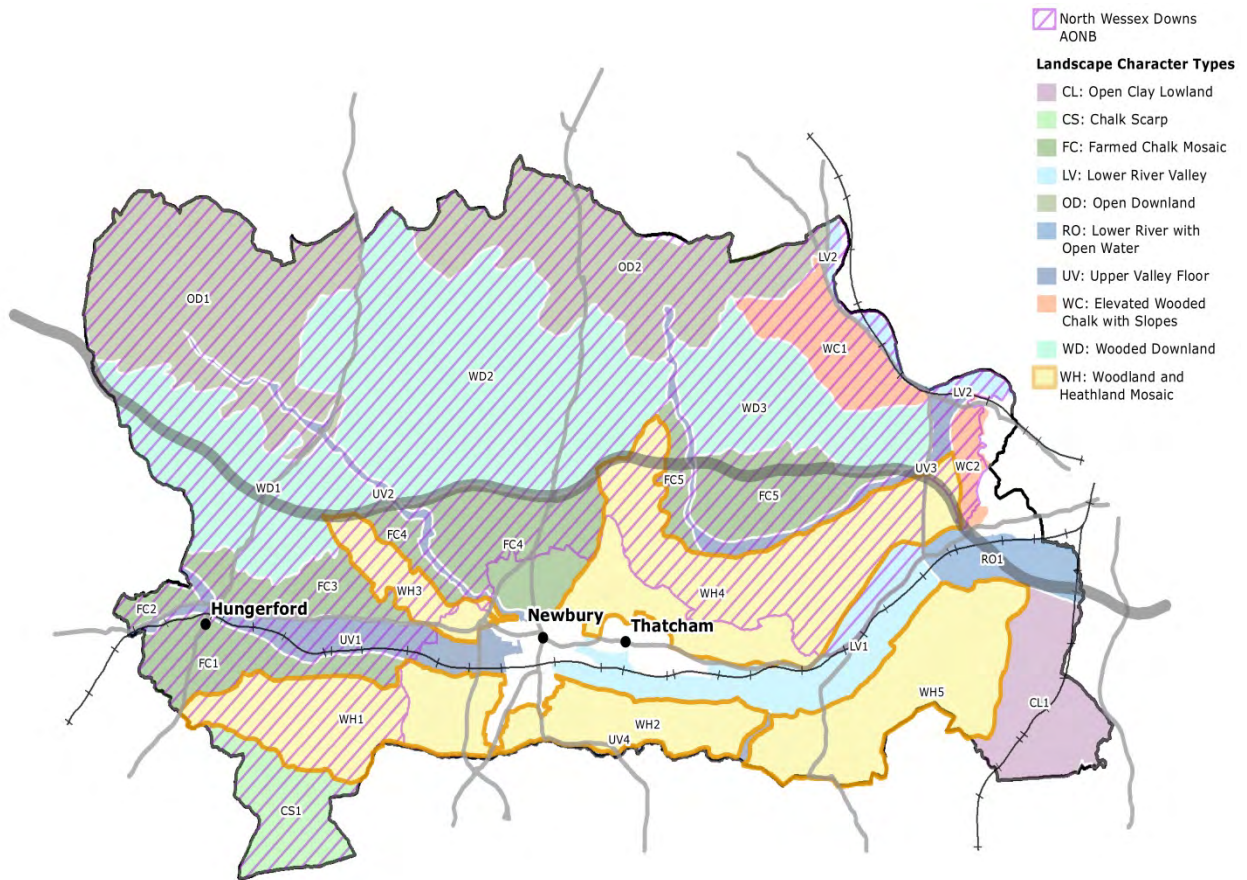 North Wessex Downs
AONB
Landscape Character Types
CL: Open Clay Lowland
CS: Chalk Scarp
FC: Farmed Chalk Mosaic
LV: Lower River Valley
OD: Open Downland
RO: Lower River with
Open Water
UV: Upper Valley Floor
WC: Elevated Wooded
Chalk with Slopes
WD: Wooded Downland
WH: Woodland and
Heathland Mosaic
LV2
OD2
OD1
WC1
WD2
LV2
WD3
UV3
WC2
FC5
FC5
WD1
UV2
FC4
FC4
RO1
FC3
WH3
WH4
FC2
Hungerford
Newbury
Thatcham
UV1
LV1
FC1
WH5
WH1
WH2
CL1
UV4
CS1